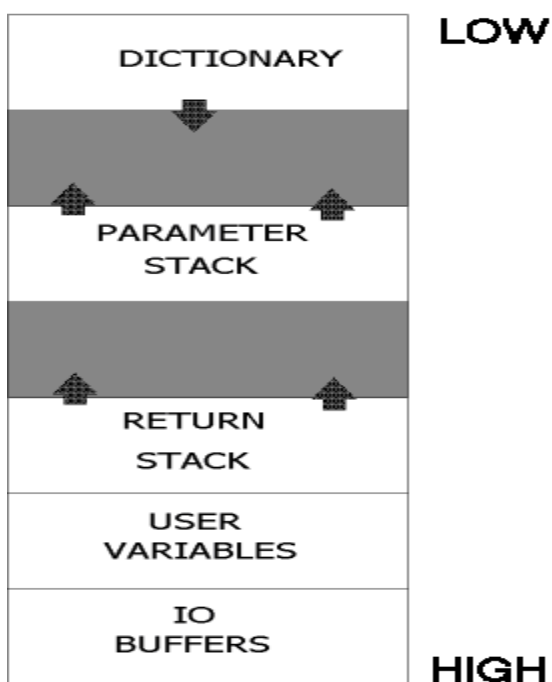 LOW
DICTIONARY
PARAMETER
STACK
RETURN
STACK
USER
VARIABLES
IO
BUFFERS
HIGH